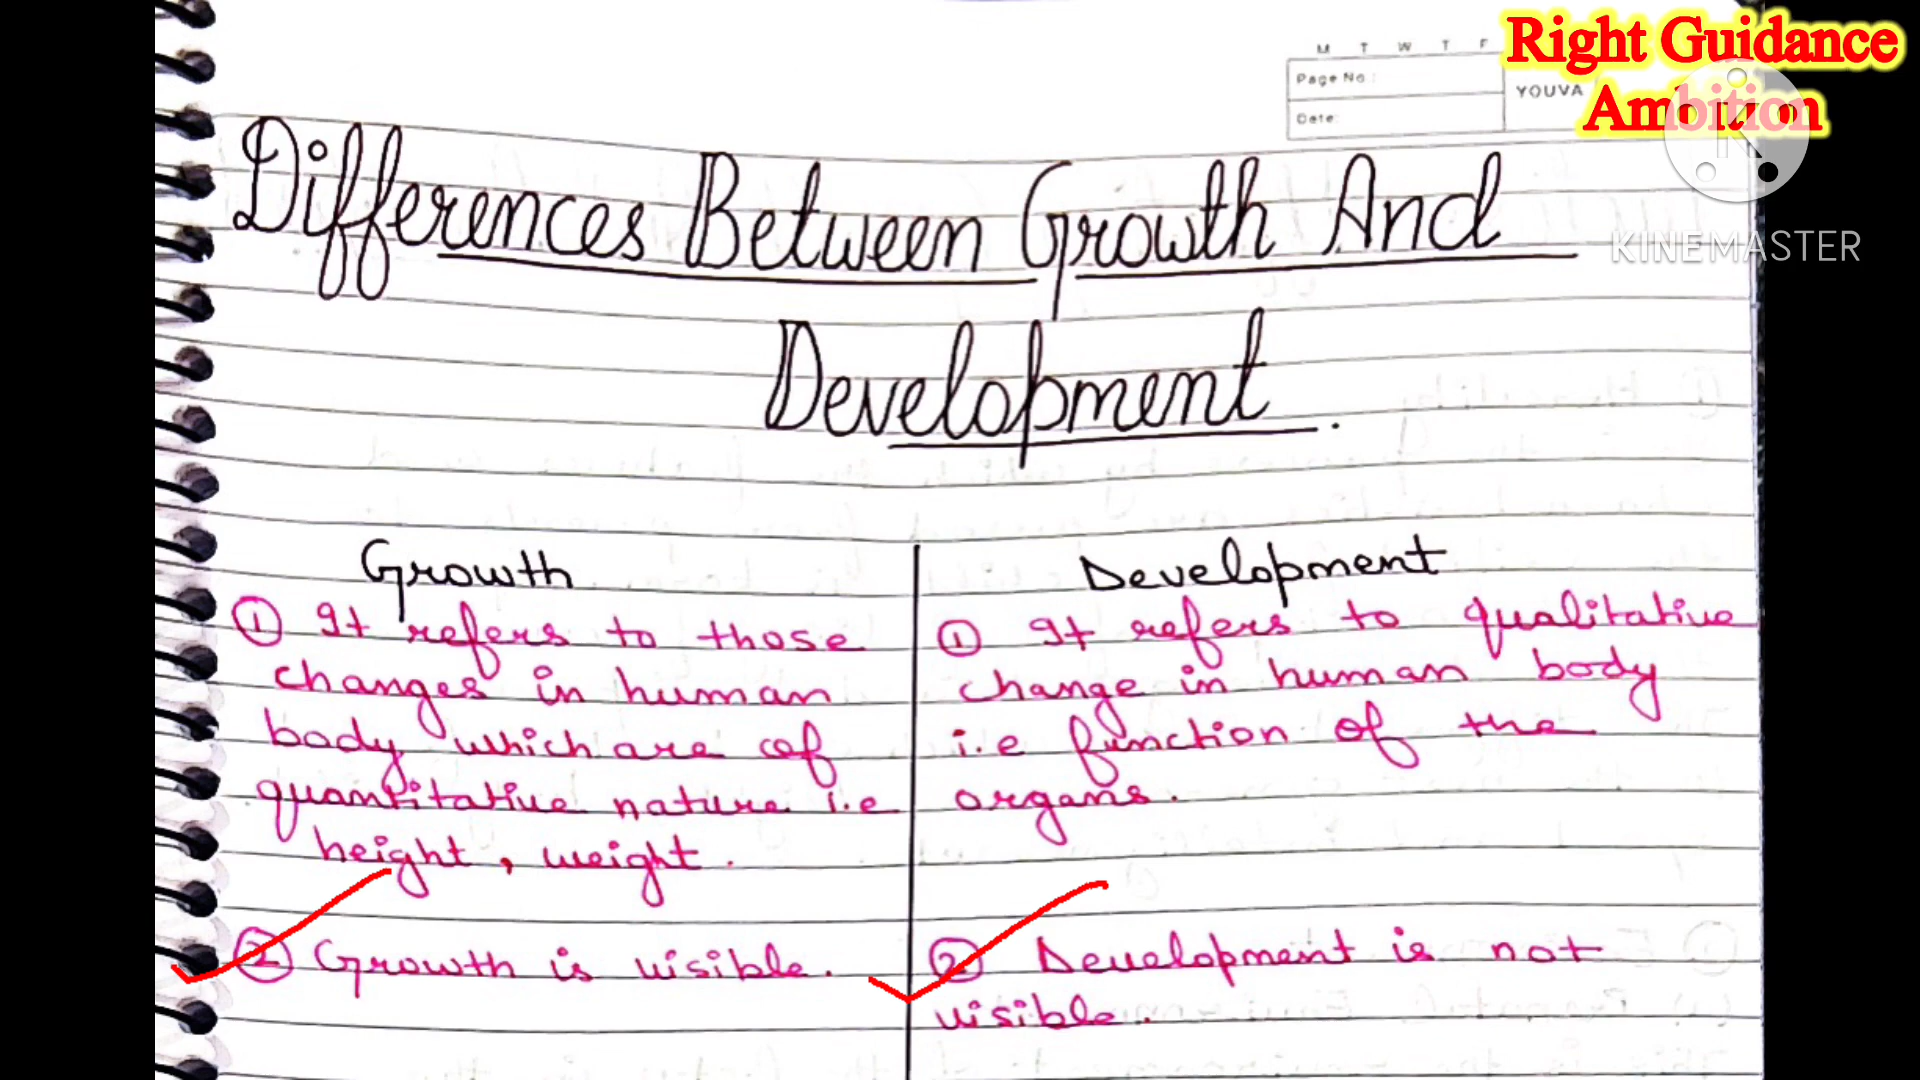 Right Guidance
Ambition
M T W T F
Page No.:
Date:
YOUVA
KINEMASTER
Differences Between Growth And
Development.
Growth
① It refers to those
changes in human
body which are of
quantitative nature i.e
height, weight.
② Growth is visible.
Development
① It refers to qualitative
change in human body
i.e function of the
organs.
② Development is not
visible.